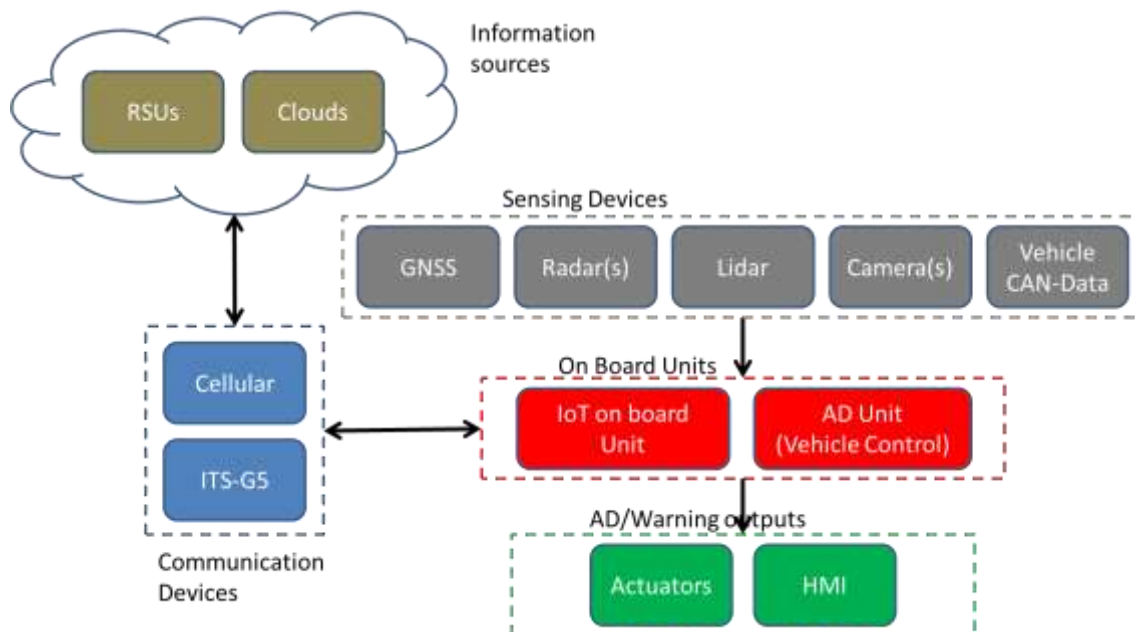 Information
sources
RSUs
Clouds
Sensing Devices
GNSS
Radar(s)
Lidar
Camera(s)
Vehicle
CAN-Data
On Board Units
Cellular
IoT on board
Unit
AD Unit
(Vehicle Control)
ITS-G5
AD/Warning outputs
Communication
Devices
Actuators
HMI